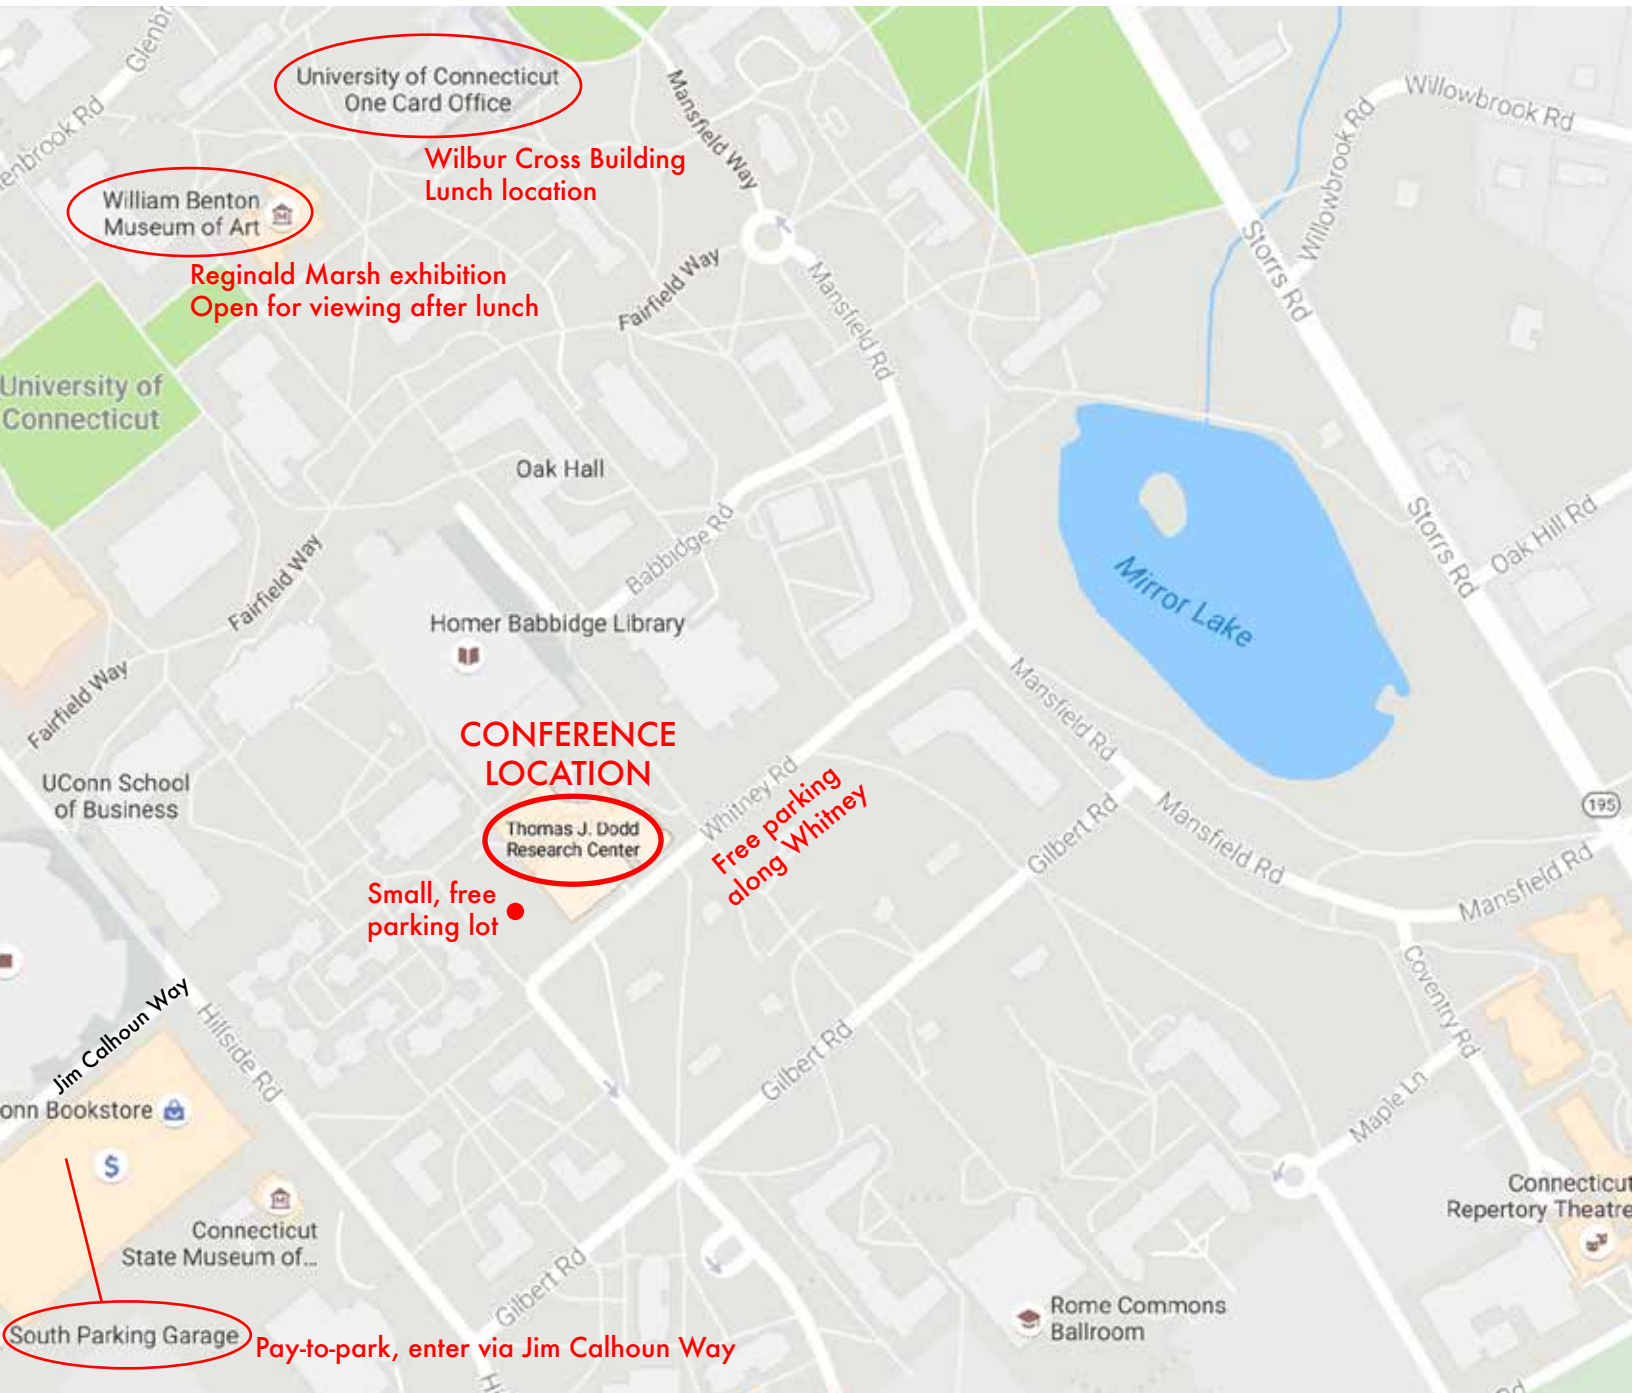 Glenbr
enbrook Rd
University of Connecticut
One Card Office
Wilbur Cross Building
Lunch location
Mansfield Way
Willowbrook Rd
Willowbrook Rd
William Benton
Museum of Art
Reginald Marsh exhibition
Open for viewing after lunch
Fairfield Way
Mansfield Rd
Storrs Rd
University of
Connecticut
Oak Hall
Babbidge Rd
Storrs Rd
Oak Hill Rd
Fairfield Way
Mirror Lake
Homer Babbidge Library
Fairfield Way
Mansfield Rd
CONFERENCE
LOCATION
UConn School
of Business
Thomas J. Dodd
Research Center
Whitney Rd
Free parking
along Whitney
Gilbert Rd
Mansfield Rd
195
Mansfield Rd
Small, free
parking lot
Jim Calhoun Way
Hillside Rd
Coventry Rd
Gilbert Rd
Maple Ln
onn Bookstore
$
Connecticut
State Museum of...
Connecticut
Repertory Theatre
Gilbert Rd
Rome Commons
Ballroom
South Parking Garage
Pay-to-park, enter via Jim Calhoun Way
Hi
Rd